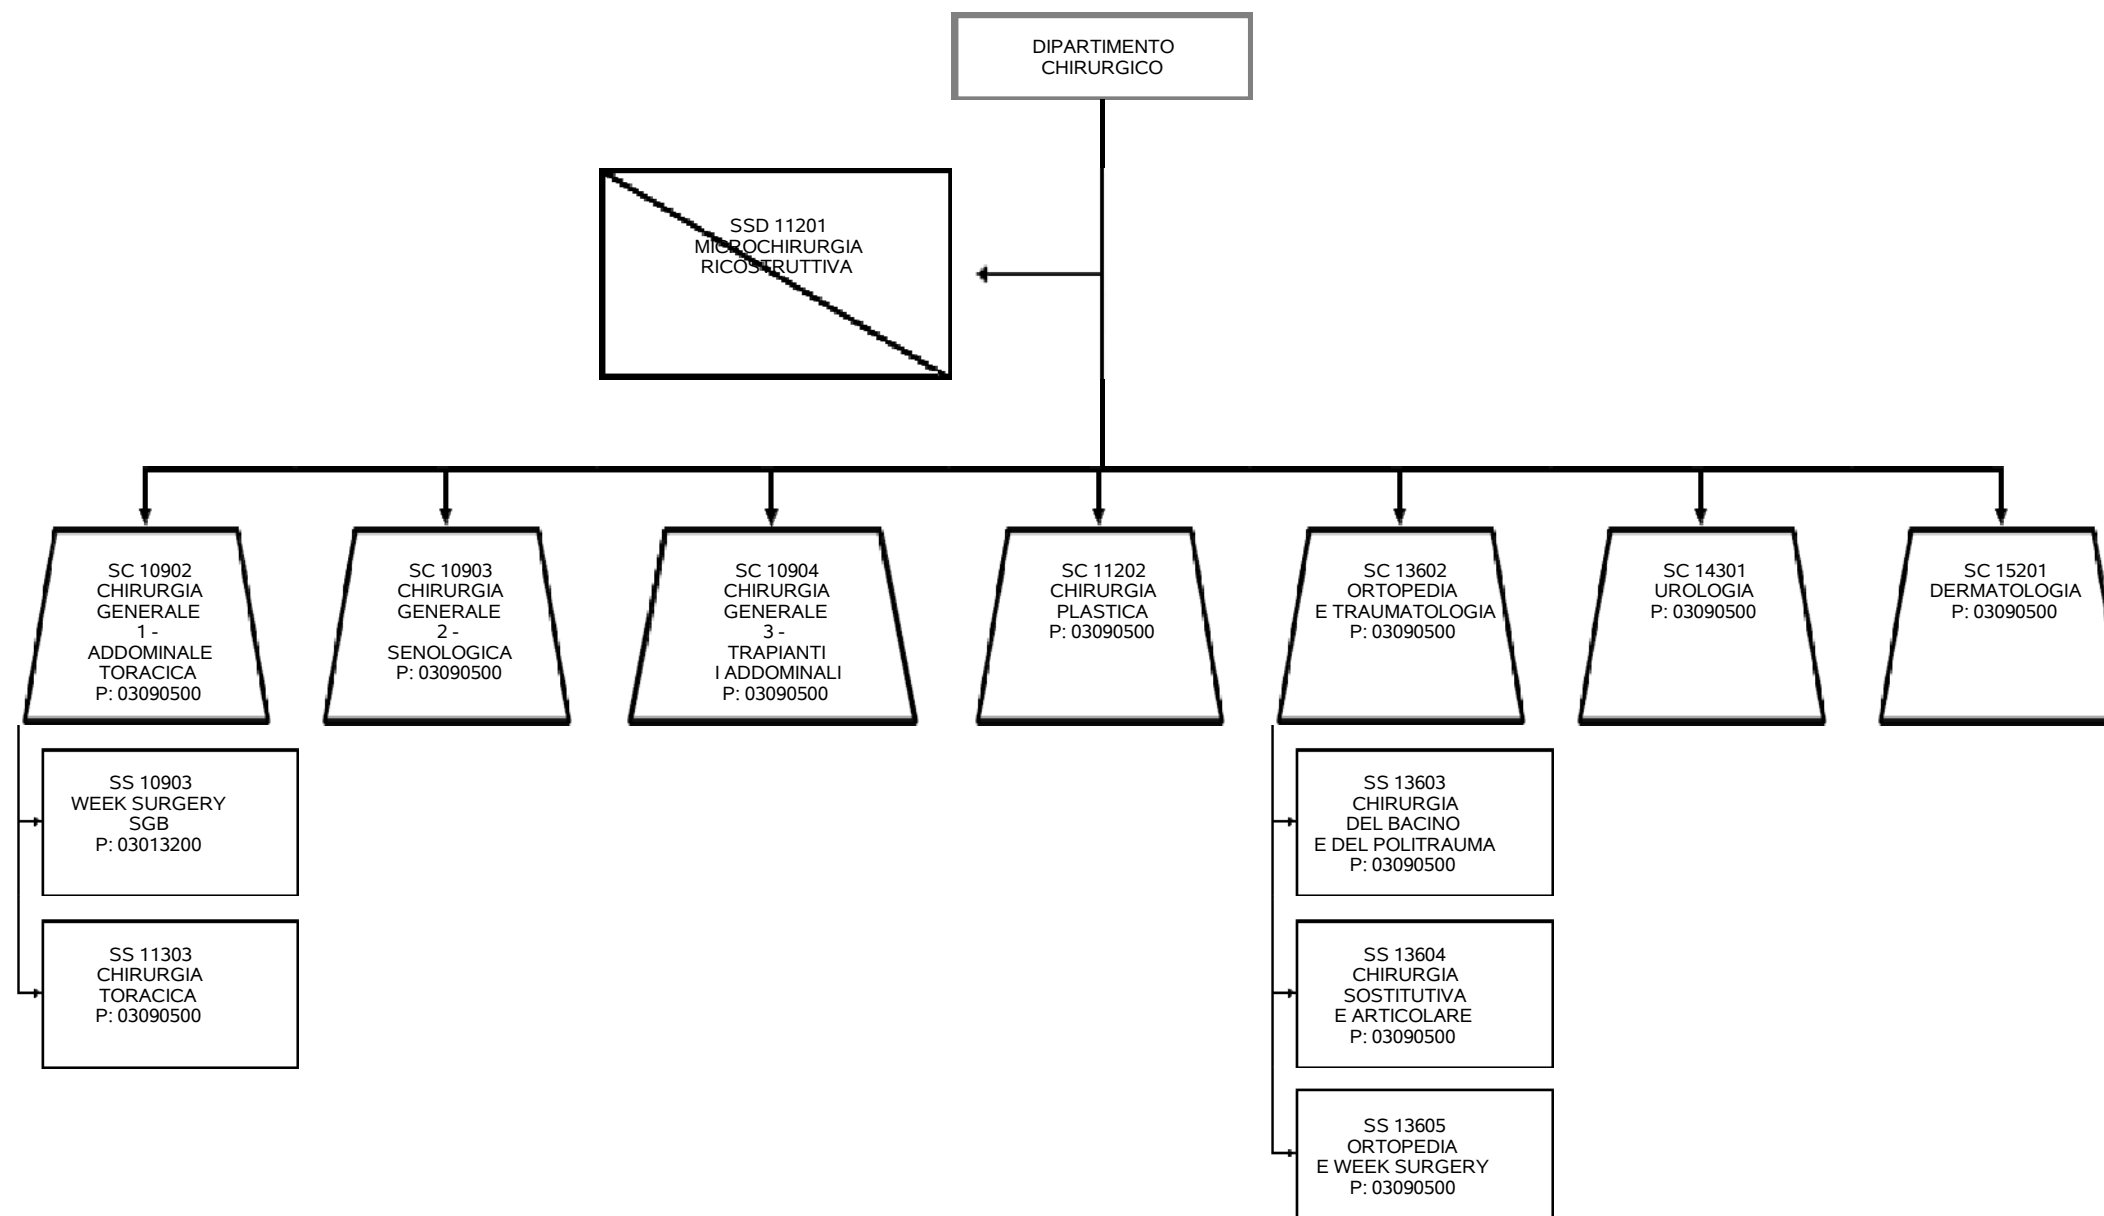 DIPARTIMENTO
CHIRURGICO
SSD 11201
MICROCHIRURGIA
RICOSTRUTTIVA
SC 10902
CHIRURGIA
GENERALE
1 -
ADDOMINALE
TORACICA
P: 03090500
SC 10903
CHIRURGIA
GENERALE
2 -
SENOLOGICA
P: 03090500
SC 10904
CHIRURGIA
GENERALE
3 -
TRAPIANTI
I ADDOMINALI
P: 03090500
SC 11202
CHIRURGIA
PLASTICA
P: 03090500
SC 13602
ORTOPEDIA
E TRAUMATOLOGIA
P: 03090500
SC 14301
UROLOGIA
P: 03090500
SC 15201
DERMATOLOGIA
P: 03090500
SS 10903
WEEK SURGERY
SGB
P: 03013200
SS 11303
CHIRURGIA
TORACICA
P: 03090500
SS 13603
CHIRURGIA
DEL BACINO
E DEL POLITRAUMA
P: 03090500
SS 13604
CHIRURGIA
SOSTITUTIVA
E ARTICOLARE
P: 03090500
SS 13605
ORTOPEDIA
E WEEK SURGERY
P: 03090500